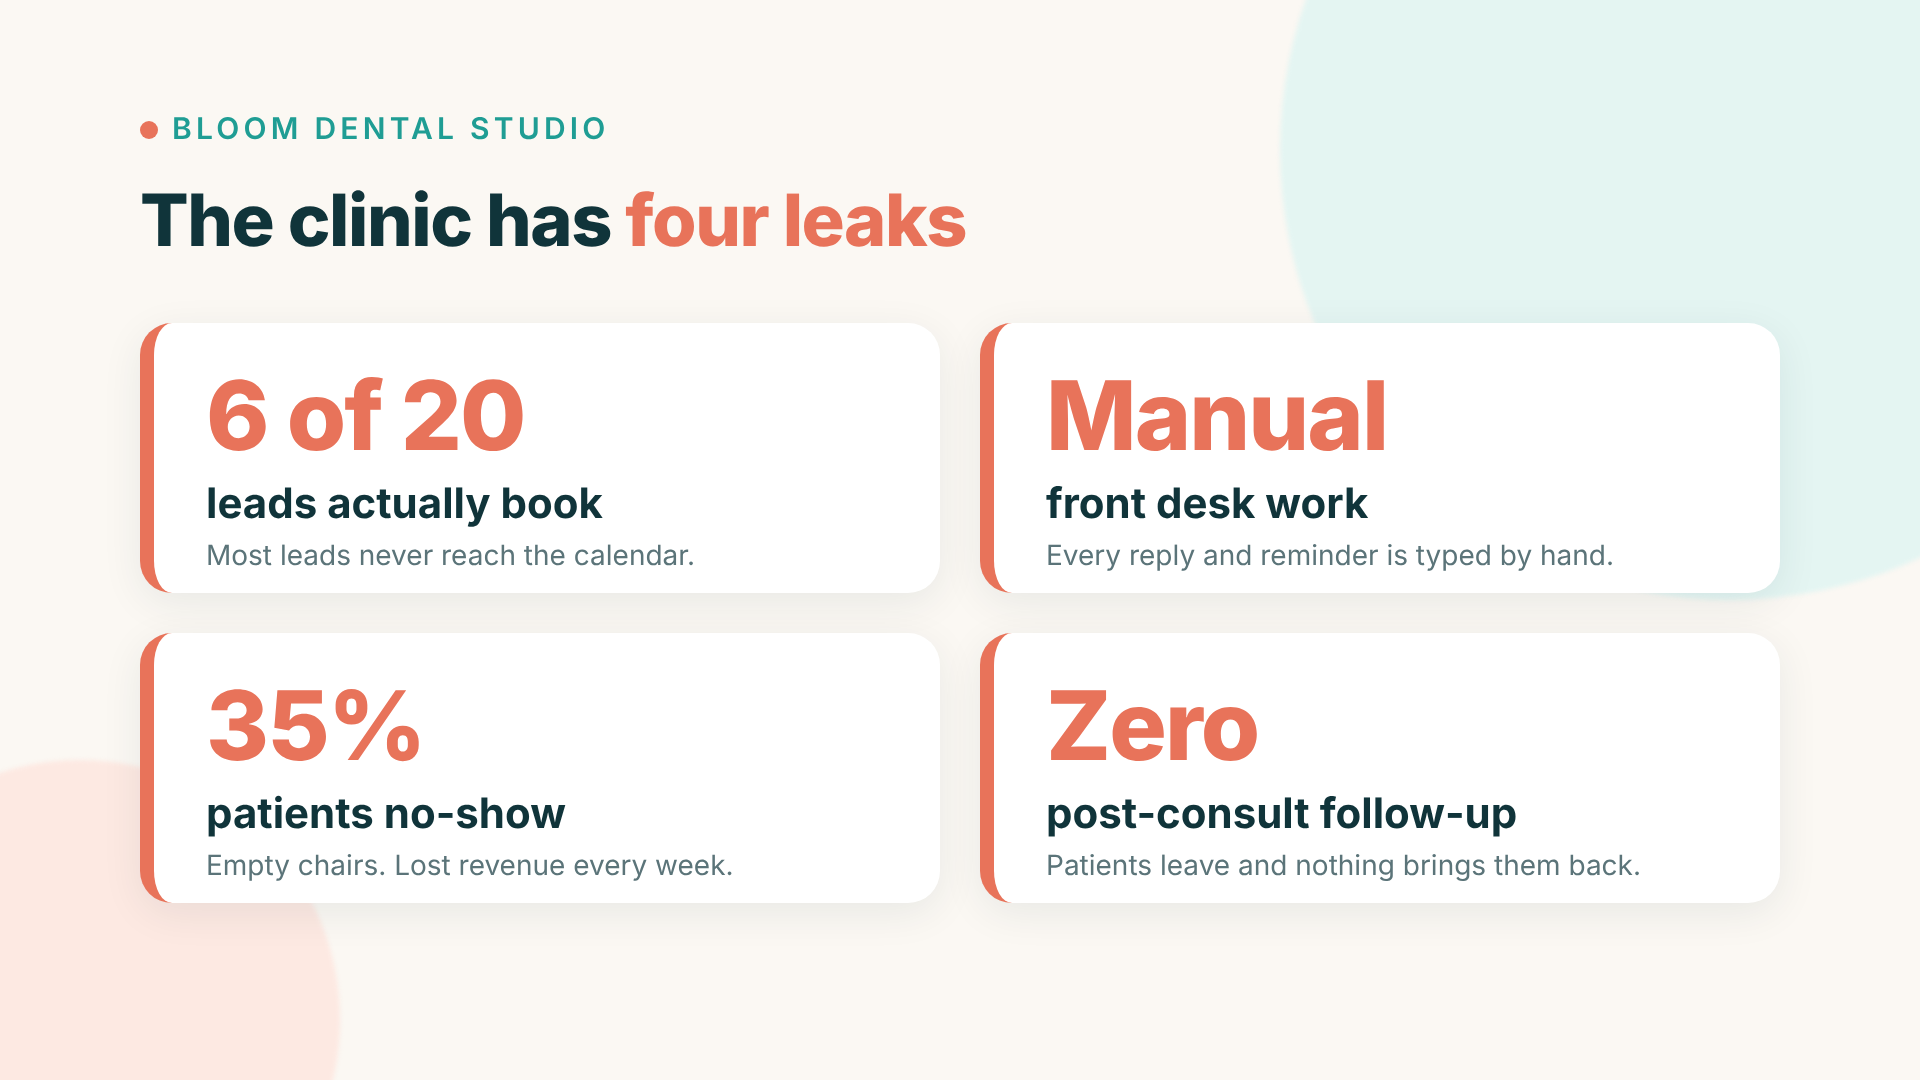 BLOOM DENTAL STUDIO
The clinic has four leaks
6 of 20
leads actually book
Most leads never reach the calendar.
Manual
front desk work
Every reply and reminder is typed by hand.
35%
patients no-show
Empty chairs. Lost revenue every week.
Zero
post-consult follow-up
Patients leave and nothing brings them back.